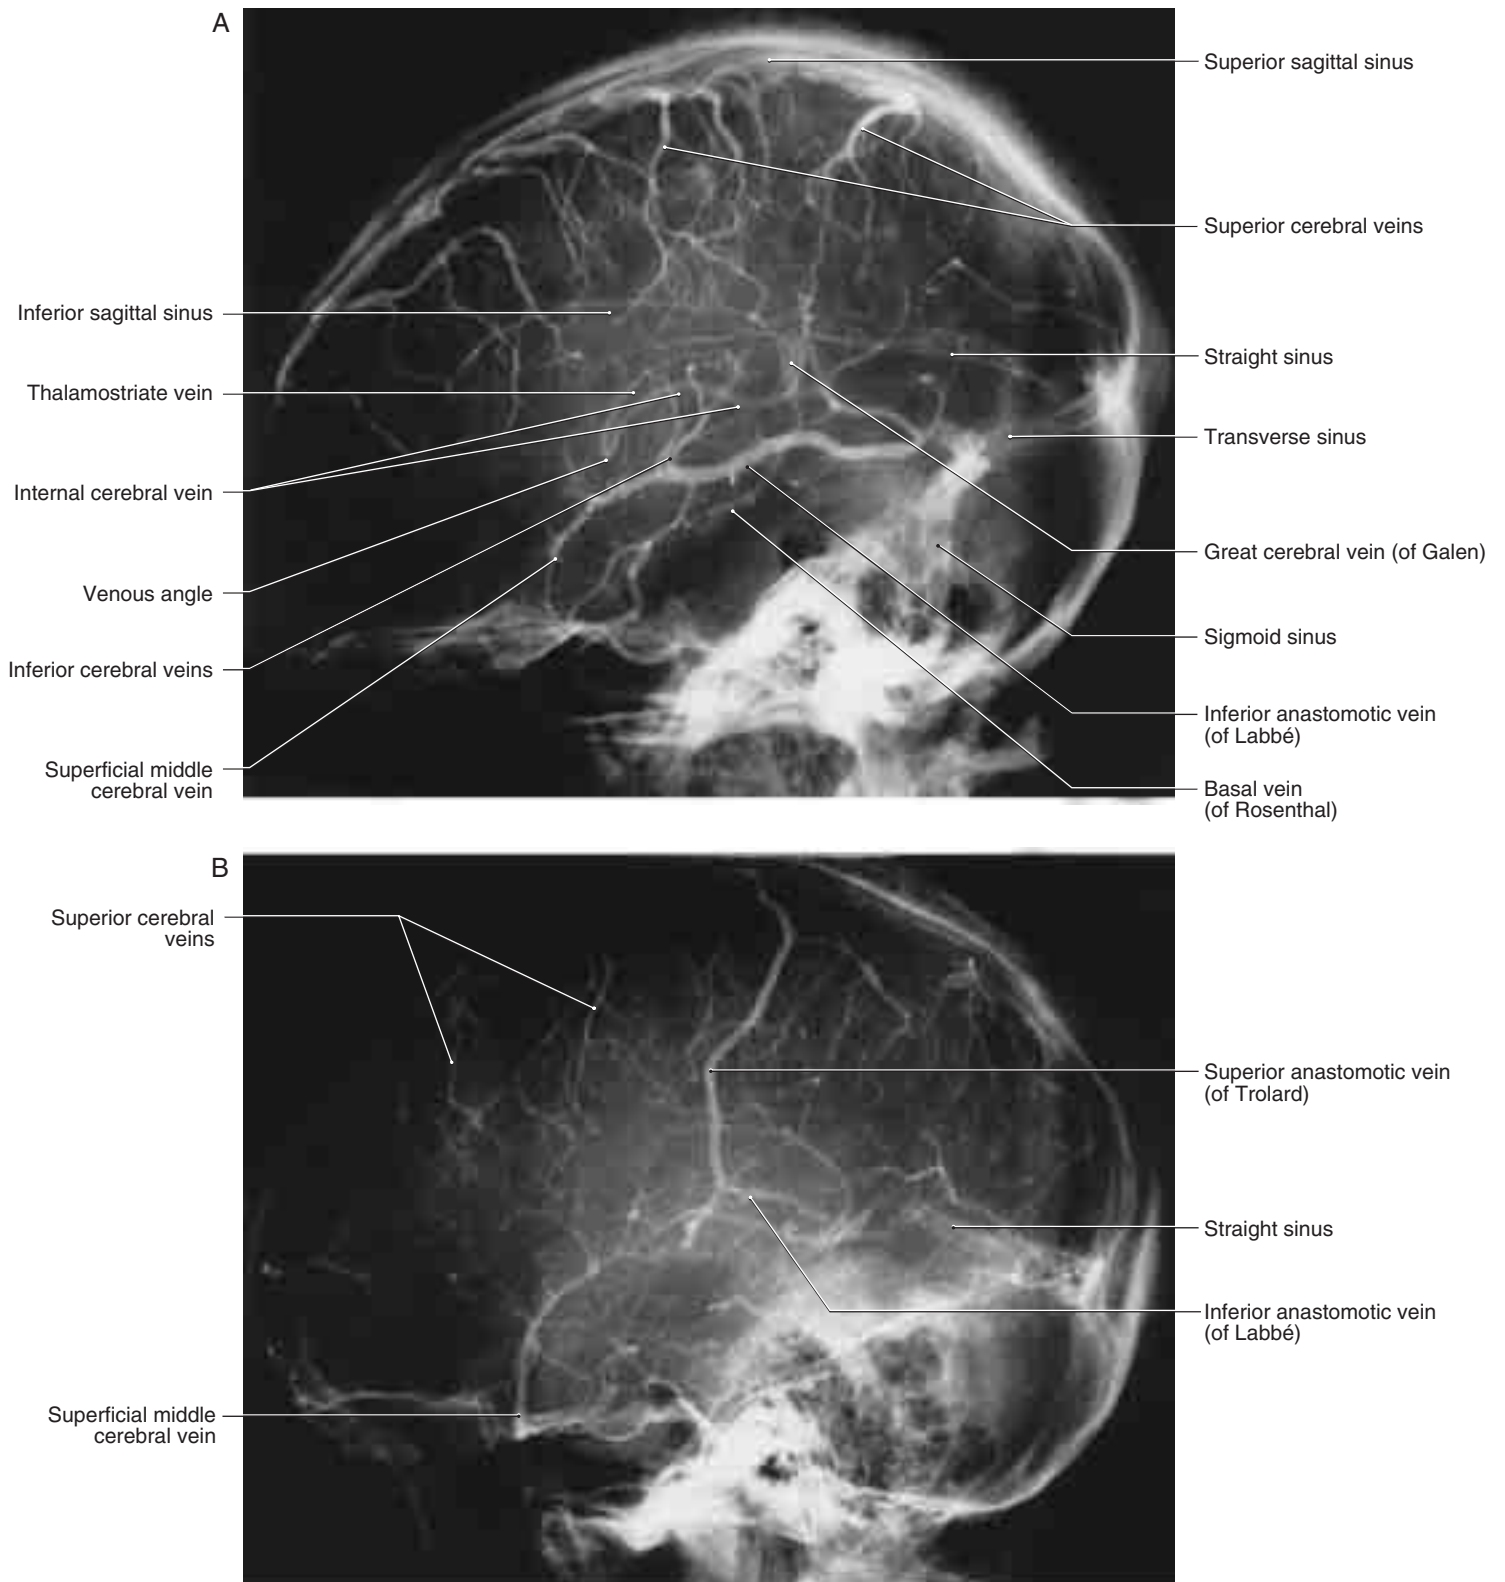 A
Superior sagittal sinus
Superior cerebral veins
Inferior sagittal sinus
Straight sinus
Thalamostriate vein
Transverse sinus
Internal cerebral vein
Great cerebral vein (of Galen)
Venous angle
Sigmoid sinus
Inferior cerebral veins
Inferior anastomotic vein
(of Labbé)
Superficial middle
cerebral vein
Basal vein
(of Rosenthal)
B
Superior cerebral
veins
Superior anastomotic vein
(of Trolard)
Straight sinus
Inferior anastomotic vein
(of Labbé)
Superficial middle
cerebral vein